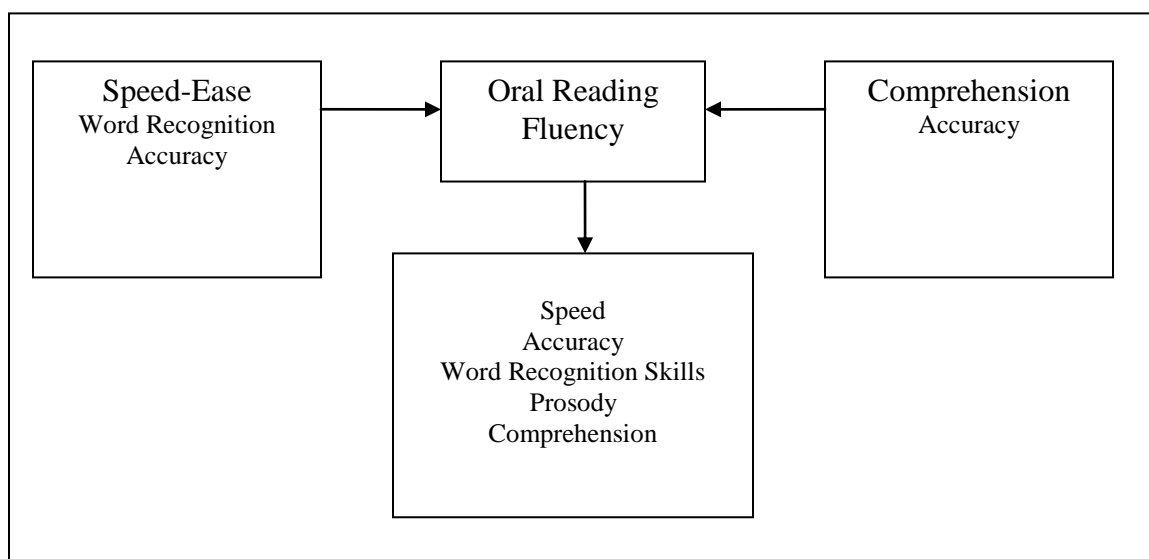 Speed-Ease
Word Recognition
Accuracy
Oral Reading
Fluency
Comprehension
Accuracy
Speed
Accuracy
Word Recognition Skills
Prosody
Comprehension